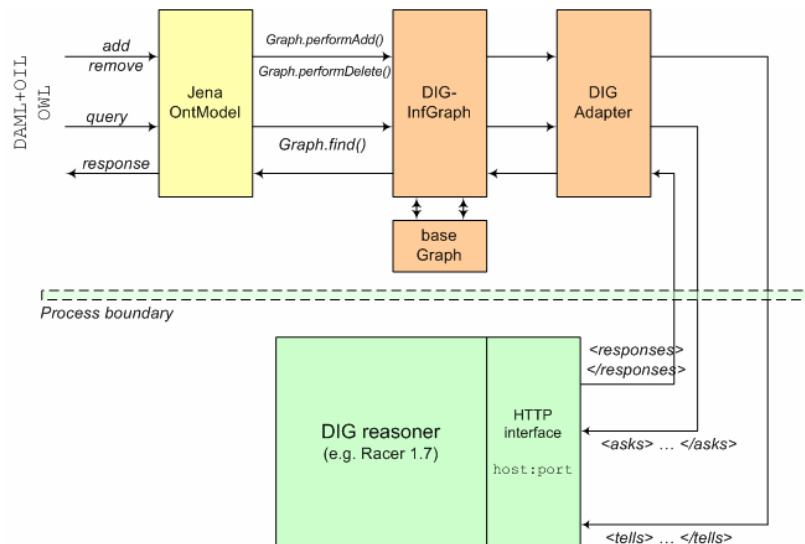 DAML+OIL
OWL
add
remove
query
response
Jena
OntModel
Graph.performAdd()
Graph.performDelete()
Graph.find()
DIG-
InfGraph
DIG
Adapter
base
Graph
Process boundary
<responses>
</responses>
DIG reasoner
(e.g. Racer 1.7)
HTTP
interface
host:port
<asks> ... </asks>
<tells> ... </tells>